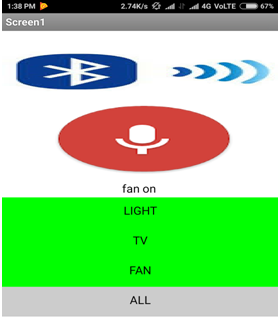 1:38 PM 2.74K/s 4G VoLTE 67%
Screen1
fan on
LIGHT
TV
FAN
ALL